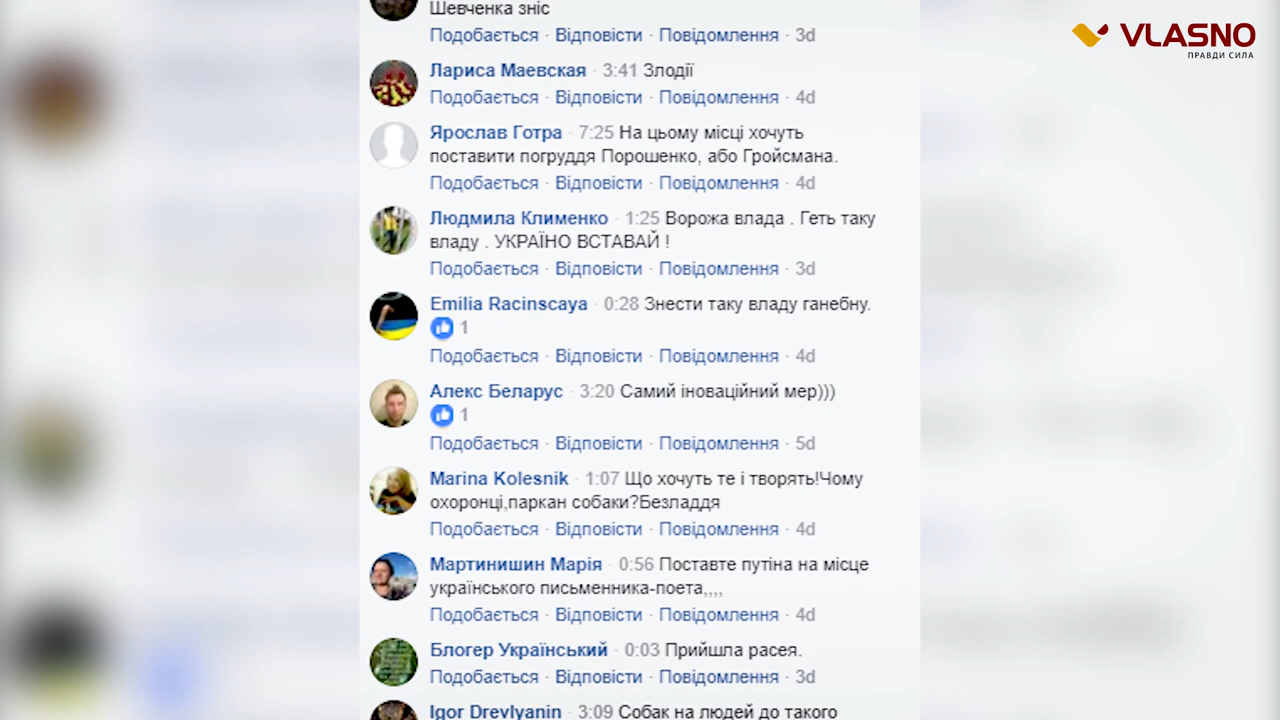 Шевченка зніс
Подобається · Відповісти · Повідомлення · 3d
VLASNO
ПРАВДИ СИЛА
Лариса Маевская · 3:41 Злодії
Подобається · Відповісти · Повідомлення · 4d
Ярослав Готра · 7:25 На цьому місці хочуть
поставити погруддя Порошенко, або Гройсмана.
Подобається · Відповісти · Повідомлення · 4d
Людмила Клименко · 1:25 Ворожа влада . Геть таку
владу . УКРАЇНО ВСТАВАЙ !
Подобається · Відповісти · Повідомлення · 3d
Emilia Racinscaya · 0:28 Знести таку владу ганебну.
1
Подобається · Відповісти · Повідомлення · 4d
Алекс Беларус · 3:20 Самий іноваційний мер)))
1
Подобається · Відповісти · Повідомлення · 5d
Marina Kolesnik · 1:07 Що хочуть те і творять!Чому
охоронці,паркан собаки?Безладдя
Подобається · Відповісти · Повідомлення · 4d
Мартинишин Марія · 0:56 Поставте путіна на місце
українського письменника-поета,,,,
Подобається · Відповісти · Повідомлення · 4d
Блогер Український · 0:03 Прийшла расея.
Подобається · Відповісти · Повідомлення · 3d
Igor Drevlyanin · 3:09 Собак на людей до такого